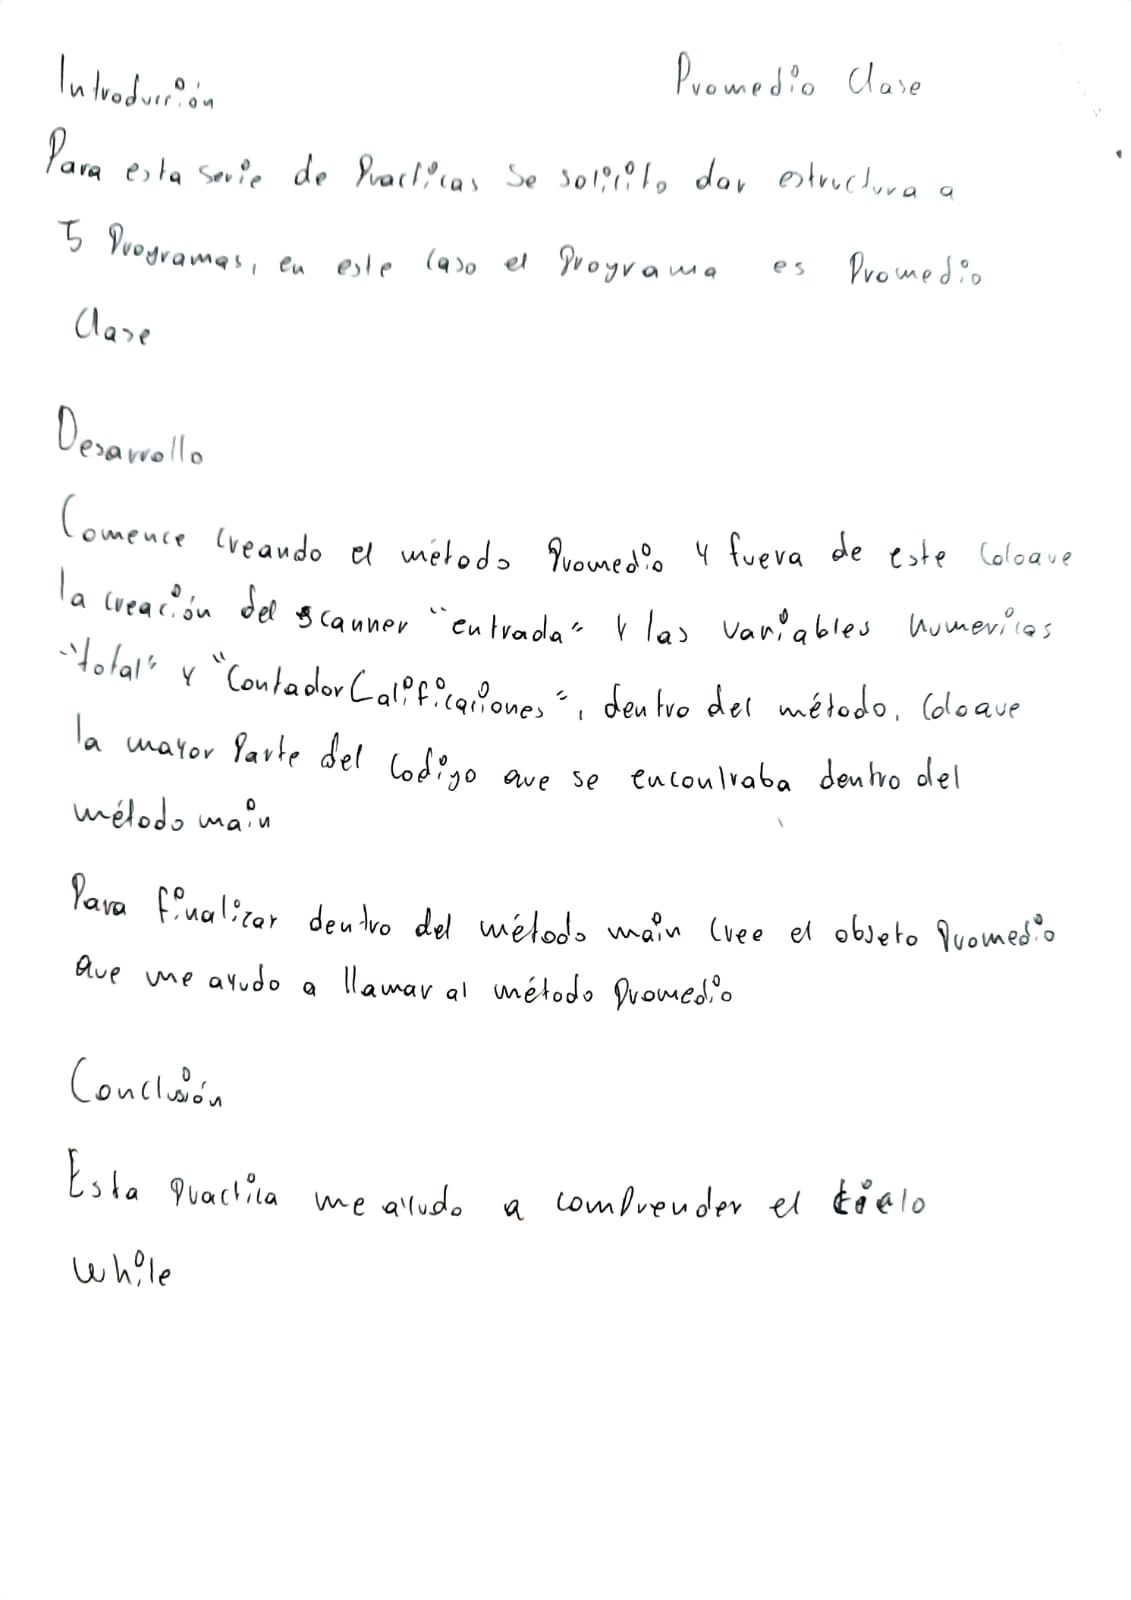 Introducción
Promedio Clase
Para esta serie de Practicas se solicito dar estructura a
5 Programas, en este caso el Programa es Promedio
Clase
Desarrollo
Comence creando el método Promedio y fuera de este coloque
la creación del scanner "entrada" y las variables numericas
"total" y "Contador Calificaciones", dentro del método, coloque
la mayor Parte del codigo que se encontraba dentro del
método main
Para finalizar dentro del método main cree el objeto Promedio
que me ayudo a llamar al método Promedio
Conclusión
Esta Practica me ayudo a comprender el ciclo
while